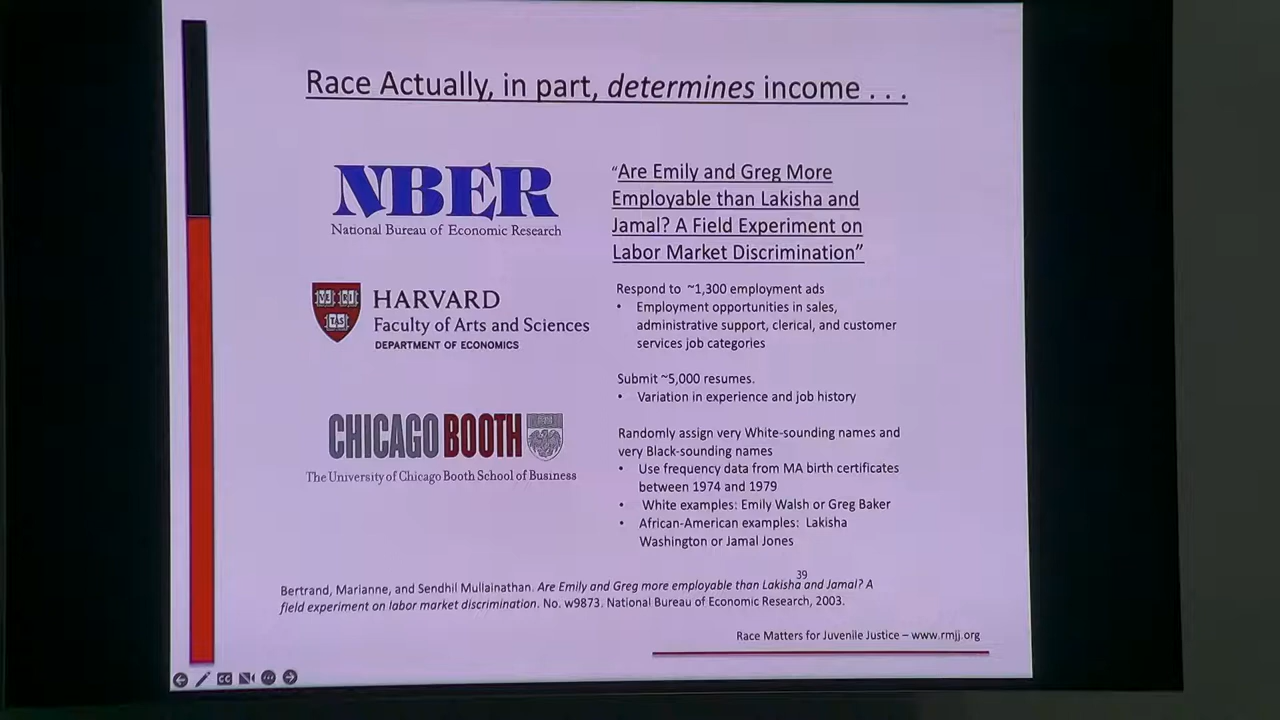 Race Actually, in part, determines income . . .
NBER
National Bureau of Economic Research
HARVARD
Faculty of Arts and Sciences
DEPARTMENT OF ECONOMICS
CHICAGO BOOTH
The University of Chicago Booth School of Business
“Are Emily and Greg More
Employable than Lakisha and
Jamal? A Field Experiment on
Labor Market Discrimination”
Respond to ~1,300 employment ads
• Employment opportunities in sales,
administrative support, clerical, and customer
services job categories
Submit ~5,000 resumes.
• Variation in experience and job history
Randomly assign very White-sounding names and
very Black-sounding names
• Use frequency data from MA birth certificates
between 1974 and 1979
• White examples: Emily Walsh or Greg Baker
• African-American examples: Lakisha
Washington or Jamal Jones
39
Bertrand, Marianne, and Sendhil Mullainathan. Are Emily and Greg more employable than Lakisha and Jamal? A
field experiment on labor market discrimination. No. w9873. National Bureau of Economic Research, 2003.
Race Matters for Juvenile Justice – www.rmjj.org
CC